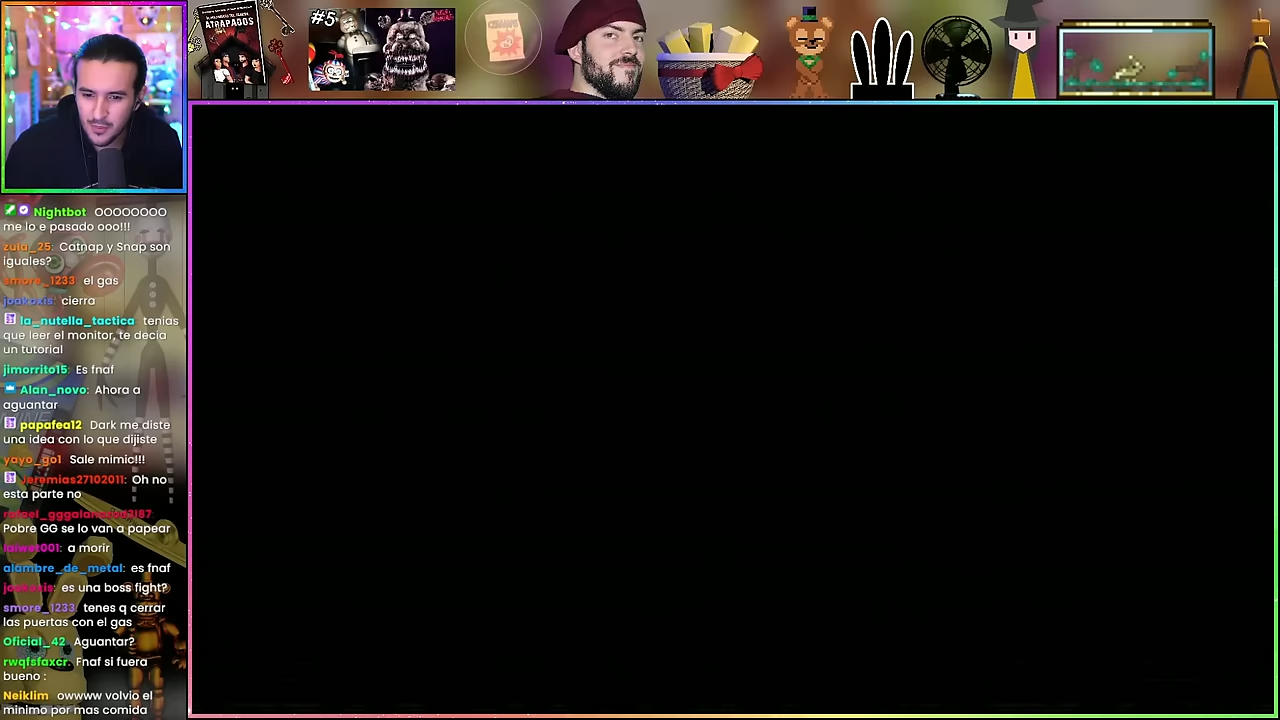 ATRAPADOS
#5
Nightbot OOOOOOOO
me lo e pasado ooo!!!
zula_25: Catnap y Snap son
iguales?
smore_1233 el gas
joakoxis: cierra
la_nutella_tactica tenias
que leer el monitor, te decia
un tutorial
jimorrito15: Es fnaf
Alan_novo: Ahora a
aguantar
papafea12 Dark me diste
una idea con lo que dijiste
yayo_go1 Sale mimic!!!
Jeremias27102011: Oh no
esta parte no
Pobre GG se lo van a papear
a morir
alambre_de_metal: es fnaf
joakoxis: es una boss fight?
smore_1233: tenes q cerrar
las puertas con el gas
Oficial_42 Aguantar?
rwqfsfaxcr: Fnaf si fuera
bueno :
Neiklim owwww volvio el
minimo por mas comida